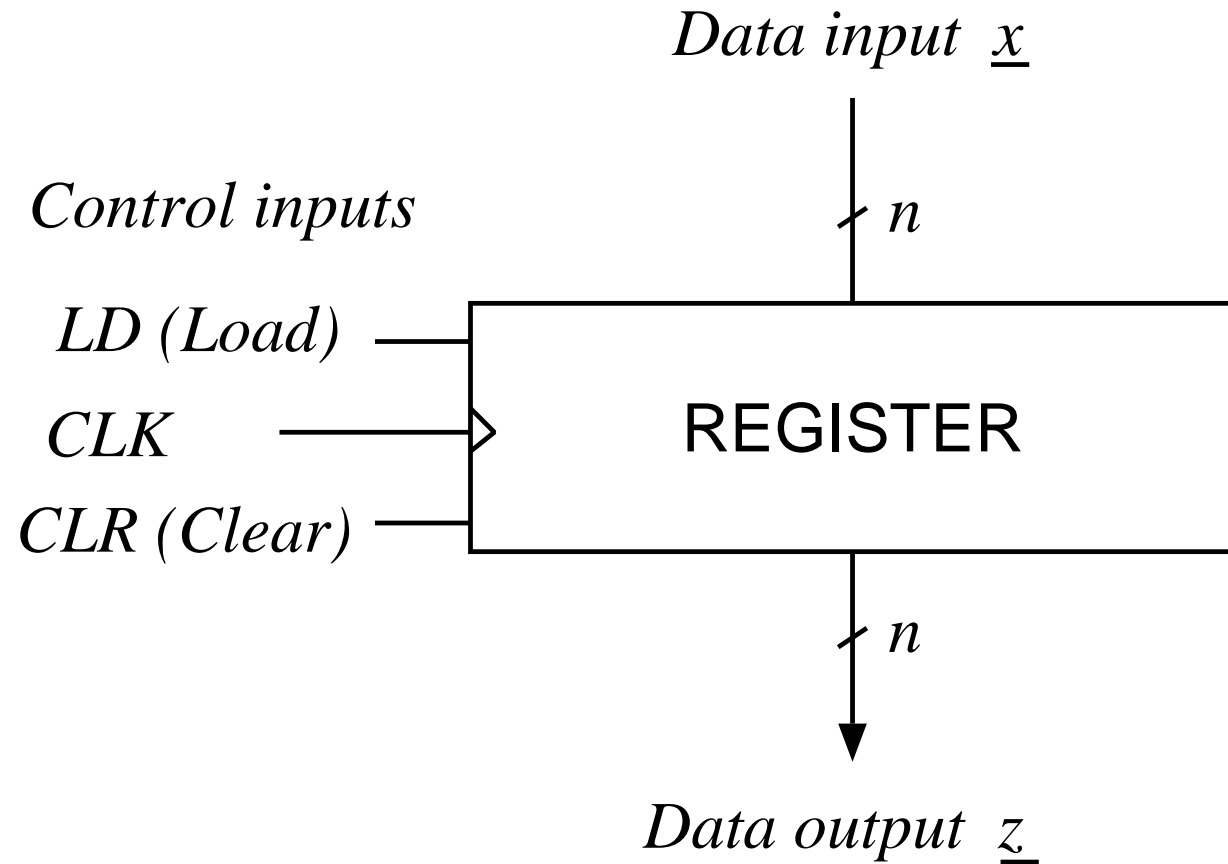 Data input x
Control inputs
n
LD (Load)
CLK
REGISTER
CLR (Clear)
n
Data output z